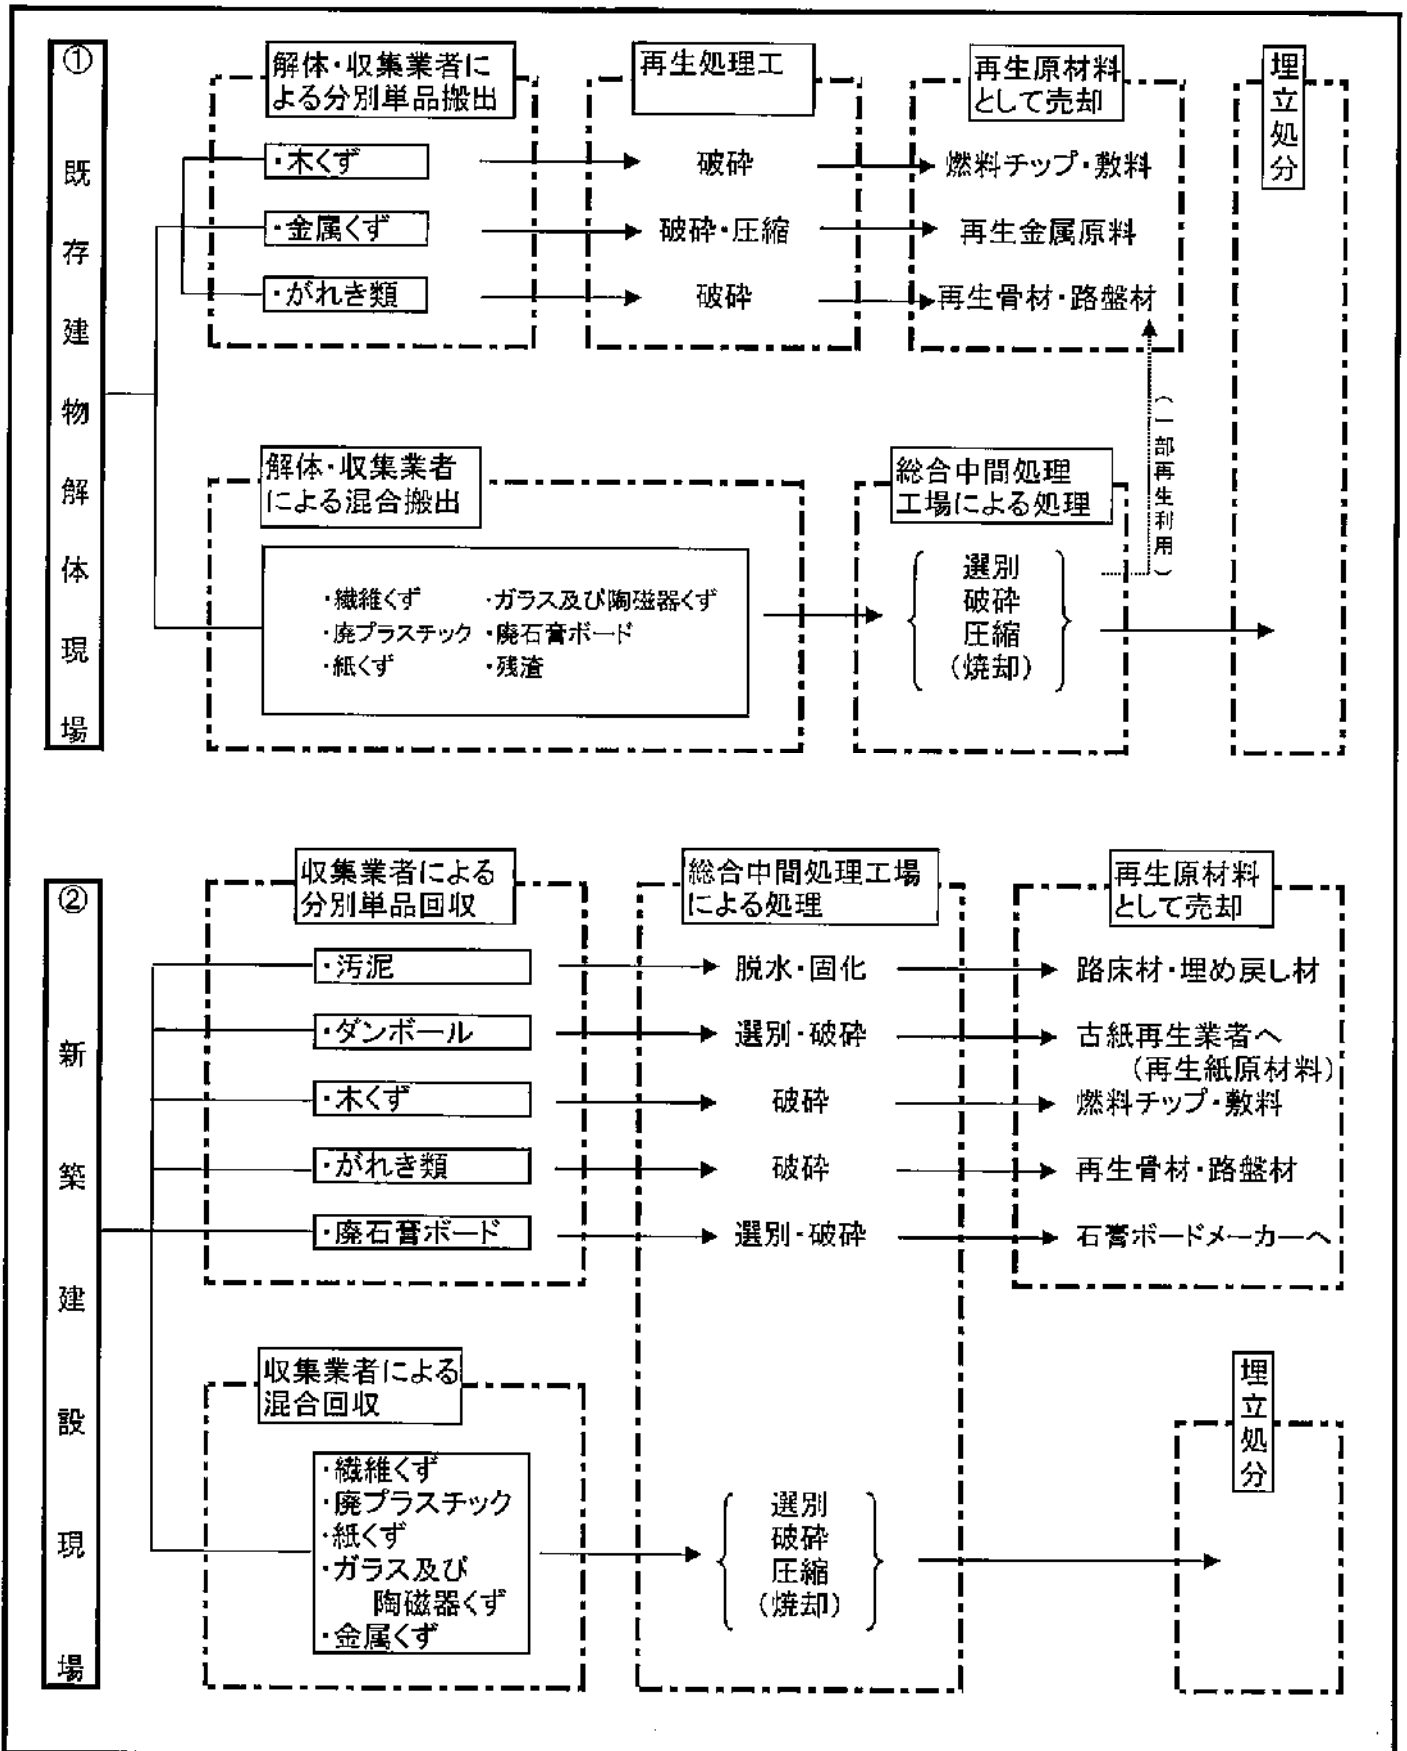 ①
既存建物解体現場
解体・収集業者に
よる分別単品搬出
再生処理工
再生原材料
として売却
埋立処分
・木くず
破砕
燃料チップ・敷料
・金属くず
破砕・圧縮
再生金属原料
・がれき類
破砕
再生骨材・路盤材
(一部再生利用)
解体・収集業者
による混合搬出
総合中間処理
工場による処理
・繊維くず
・ガラス及び陶磁器くず
・廃プラスチック
・廃石膏ボード
・紙くず
・残渣
選別
破砕
圧縮
(焼却)
②
新築建設現場
収集業者による
分別単品回収
総合中間処理工場
による処理
再生原材料
として売却
・汚泥
脱水・固化
路床材・埋め戻し材
・ダンボール
選別・破砕
古紙再生業者へ
(再生紙原材料)
・木くず
破砕
燃料チップ・敷料
・がれき類
破砕
再生骨材・路盤材
・廃石膏ボード
選別・破砕
石膏ボードメーカーへ
収集業者による
混合回収
埋立処分
・繊維くず
・廃プラスチック
・紙くず
・ガラス及び
陶磁器くず
・金属くず
選別
破砕
圧縮
(焼却)